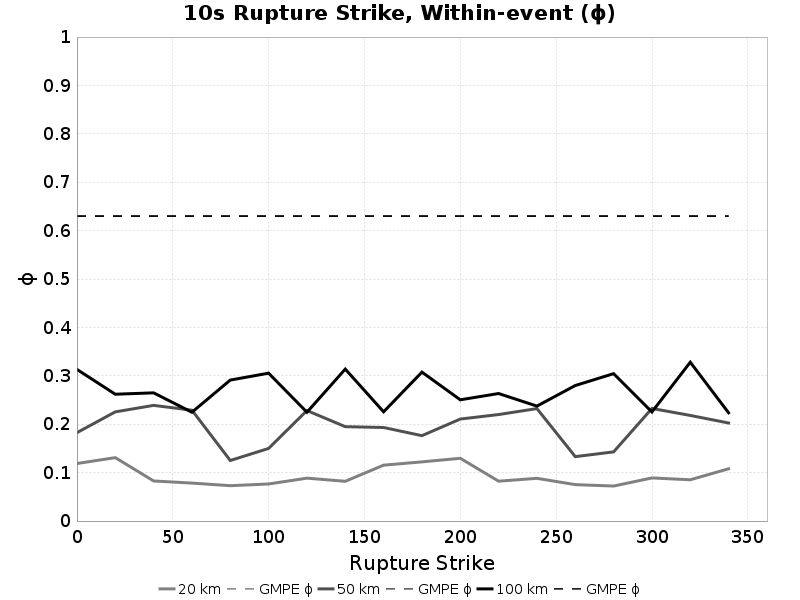 10s Rupture Strike, Within-event (ϕ)
1
0.9
0.8
0.7
0.6
0.5
0.4
0.3
0.2
0.1
0
ϕ
0 50 100 150 200 250 300 350
Rupture Strike
20 km GMPE ϕ 50 km GMPE ϕ 100 km GMPE ϕ